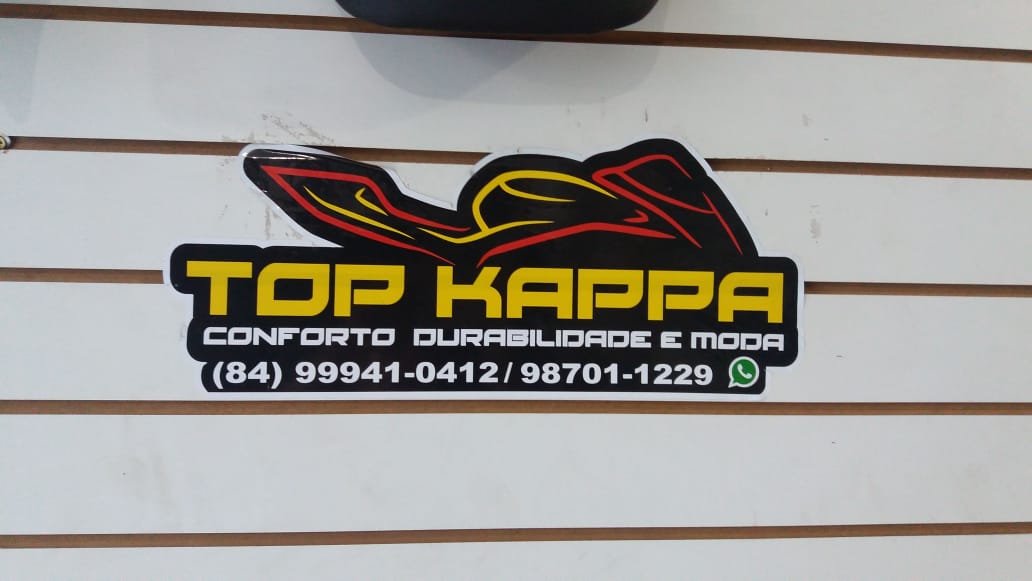 TOP KAPPA
CONFORTO DURABILIDADE E MODA
(84) 99941-0412 / 98701-1229